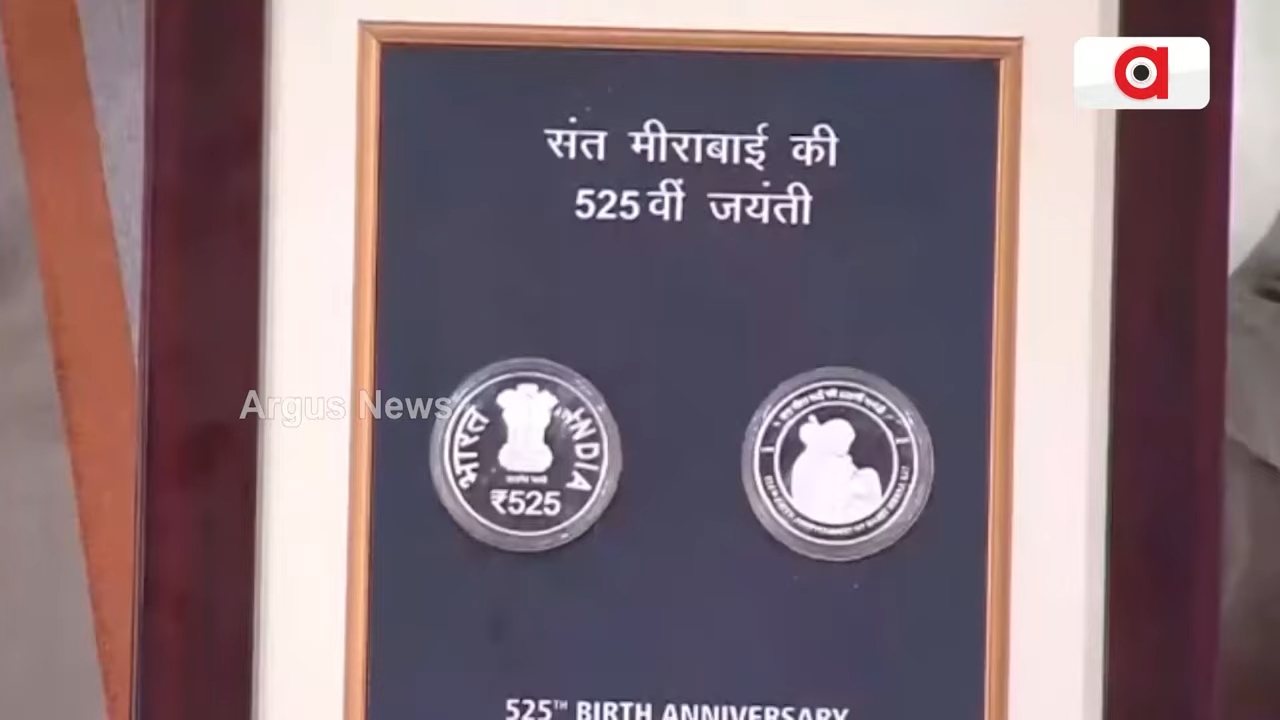 संत मीराबाई की
525वीं जयंती
Argus News
भारत
INDIA
₹525
525TH BIRTH ANNIVERSARY